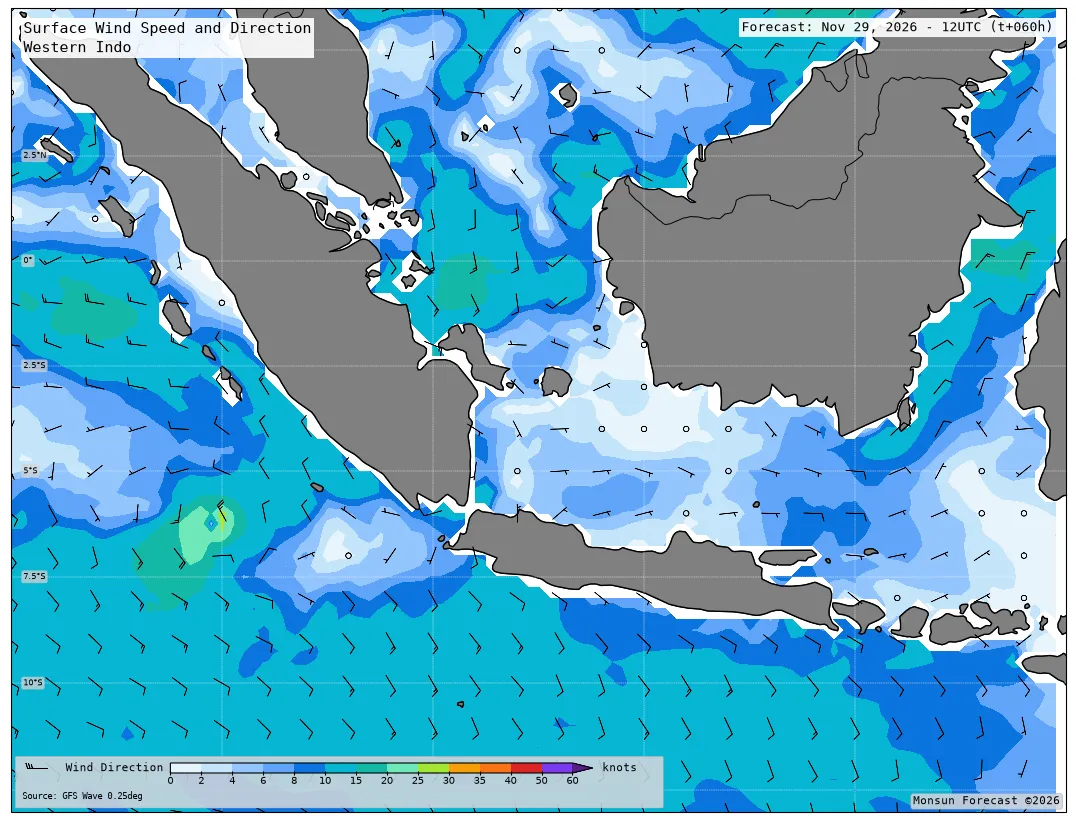 Surface Wind Speed and Direction
Western Indo
Forecast: Nov 29, 2026 - 12UTC (t+060h)
2.5°N
0°
2.5°S
5°S
7.5°S
10°S
Wind Direction
0 2 4 6 8 10 15 20 25 30 35 40 50 60
knots
Source: GFS Wave 0.25deg
Monsun Forecast ©2026